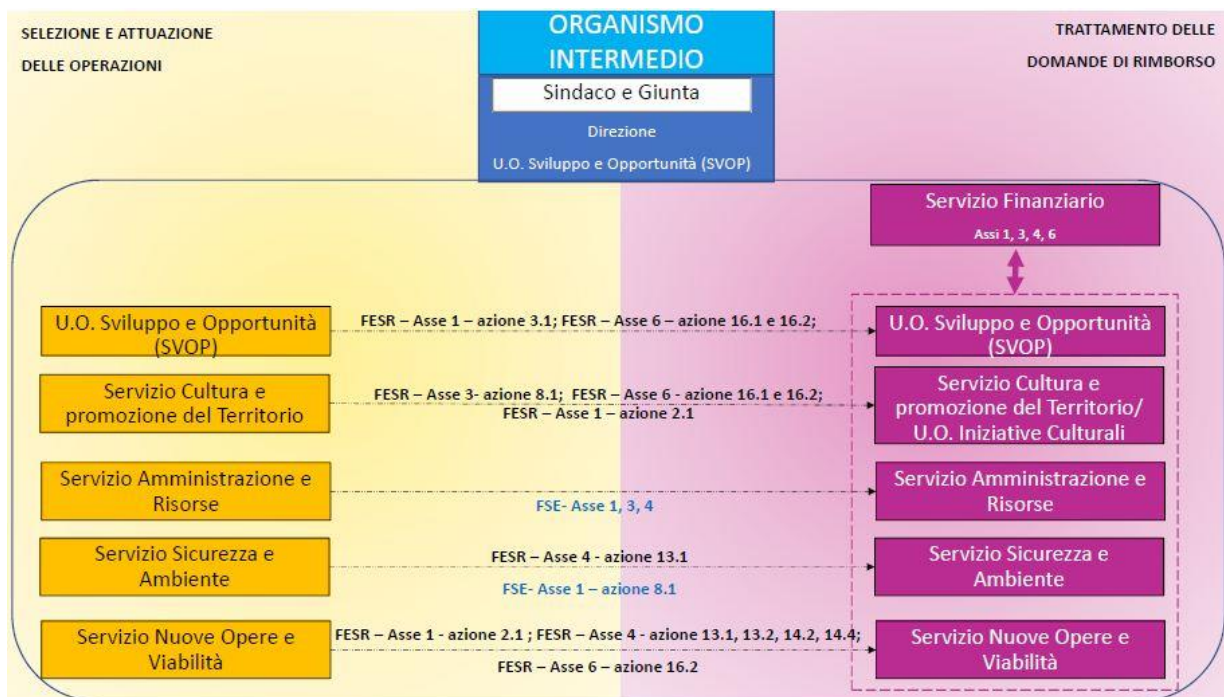 SELEZIONE E ATTUAZIONE
DELLE OPERAZIONI
ORGANISMO
INTERMEDIO
Sindaco e Giunta
Direzione
U.O. Sviluppo e Opportunità (SVOP)
TRATTAMENTO DELLE
DOMANDE DI RIMBORSO
Servizio Finanziario
Assi 1, 3, 4, 6
U.O. Sviluppo e Opportunità
(SVOP)
FESR – Asse 1 – azione 3.1; FESR – Asse 6 – azione 16.1 e 16.2;
U.O. Sviluppo e Opportunità
(SVOP)
Servizio Cultura e
promozione del Territorio
FESR – Asse 3- azione 8.1; FESR – Asse 6 - azione 16.1 e 16.2;
FESR – Asse 1 – azione 2.1
Servizio Cultura e
promozione del Territorio/
U.O. Iniziative Culturali
Servizio Amministrazione e
Risorse
FSE- Asse 1, 3, 4
Servizio Amministrazione e
Risorse
Servizio Sicurezza e
Ambiente
FESR – Asse 4 - azione 13.1
FSE- Asse 1 – azione 8.1
Servizio Sicurezza e
Ambiente
Servizio Nuove Opere e
Viabilità
FESR – Asse 1 - azione 2.1 ; FESR – Asse 4 - azione 13.1, 13.2, 14.2, 14.4;
FESR – Asse 6 – azione 16.2
Servizio Nuove Opere e
Viabilità